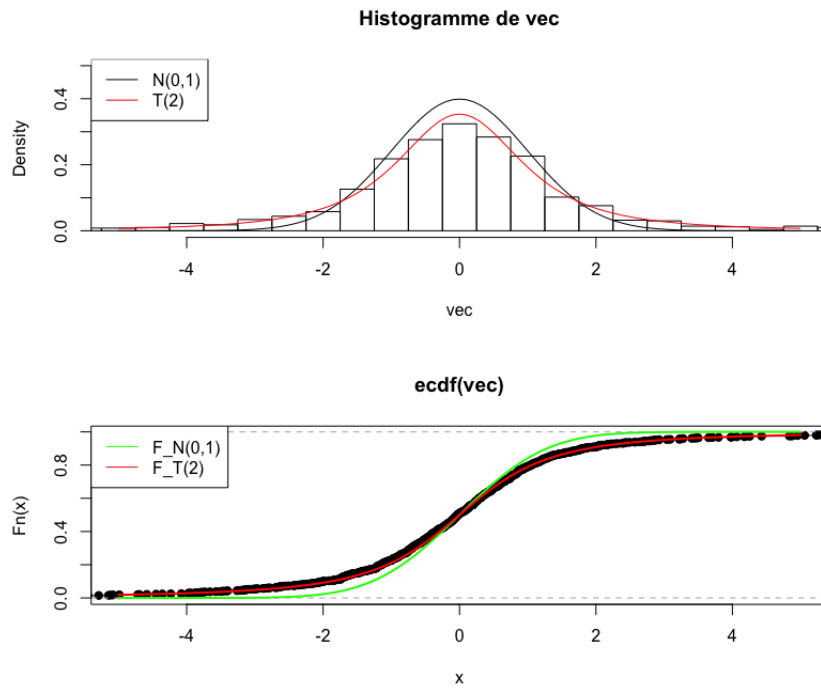 Histogramme de vec
N(0,1)
T(2)
Density
0.0 0.2 0.4
-4 -2 0 2 4
vec
ecdf(vec)
F_N(0,1)
F_T(2)
Fn(x)
0.0 0.4 0.8
-4 -2 0 2 4
x